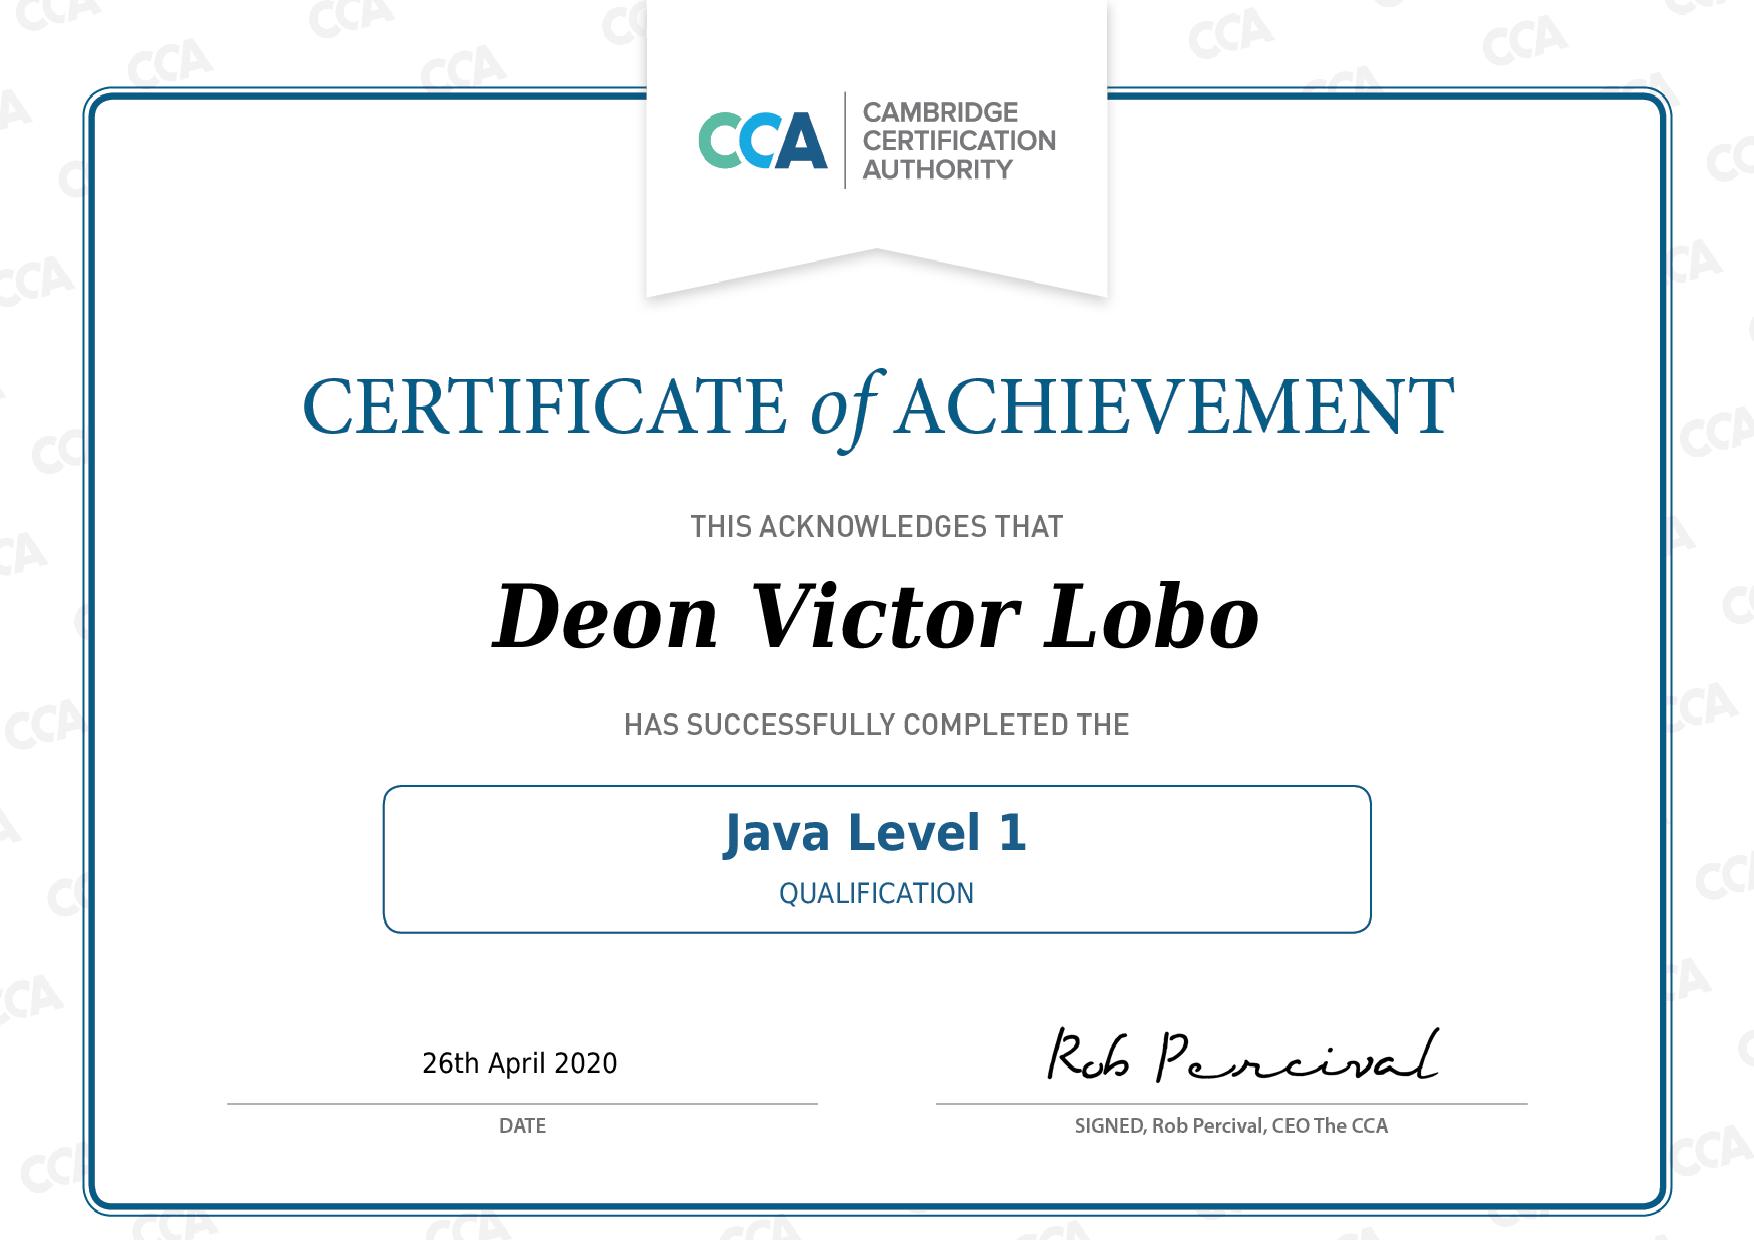 CCA
CAMBRIDGE
CERTIFICATION
AUTHORITY
CERTIFICATE of ACHIEVEMENT
THIS ACKNOWLEDGES THAT
Deon Victor Lobo
HAS SUCCESSFULLY COMPLETED THE
Java Level 1
QUALIFICATION
26th April 2020
Rob Percival
DATE
SIGNED, Rob Percival, CEO The CCA